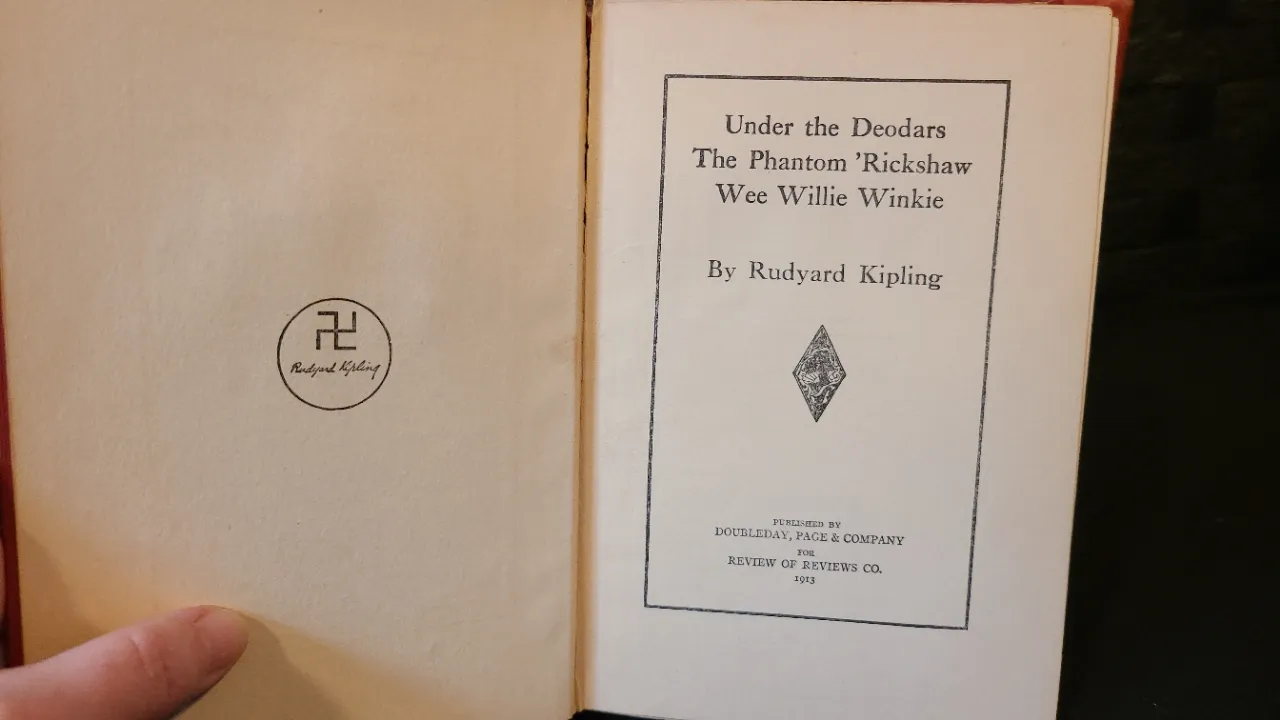 Rudyard Kipling
Under the Deodars
The Phantom 'Rickshaw
Wee Willie Winkie
By Rudyard Kipling
PUBLISHED BY
DOUBLEDAY, PAGE & COMPANY
FOR
REVIEW OF REVIEWS CO.
1913